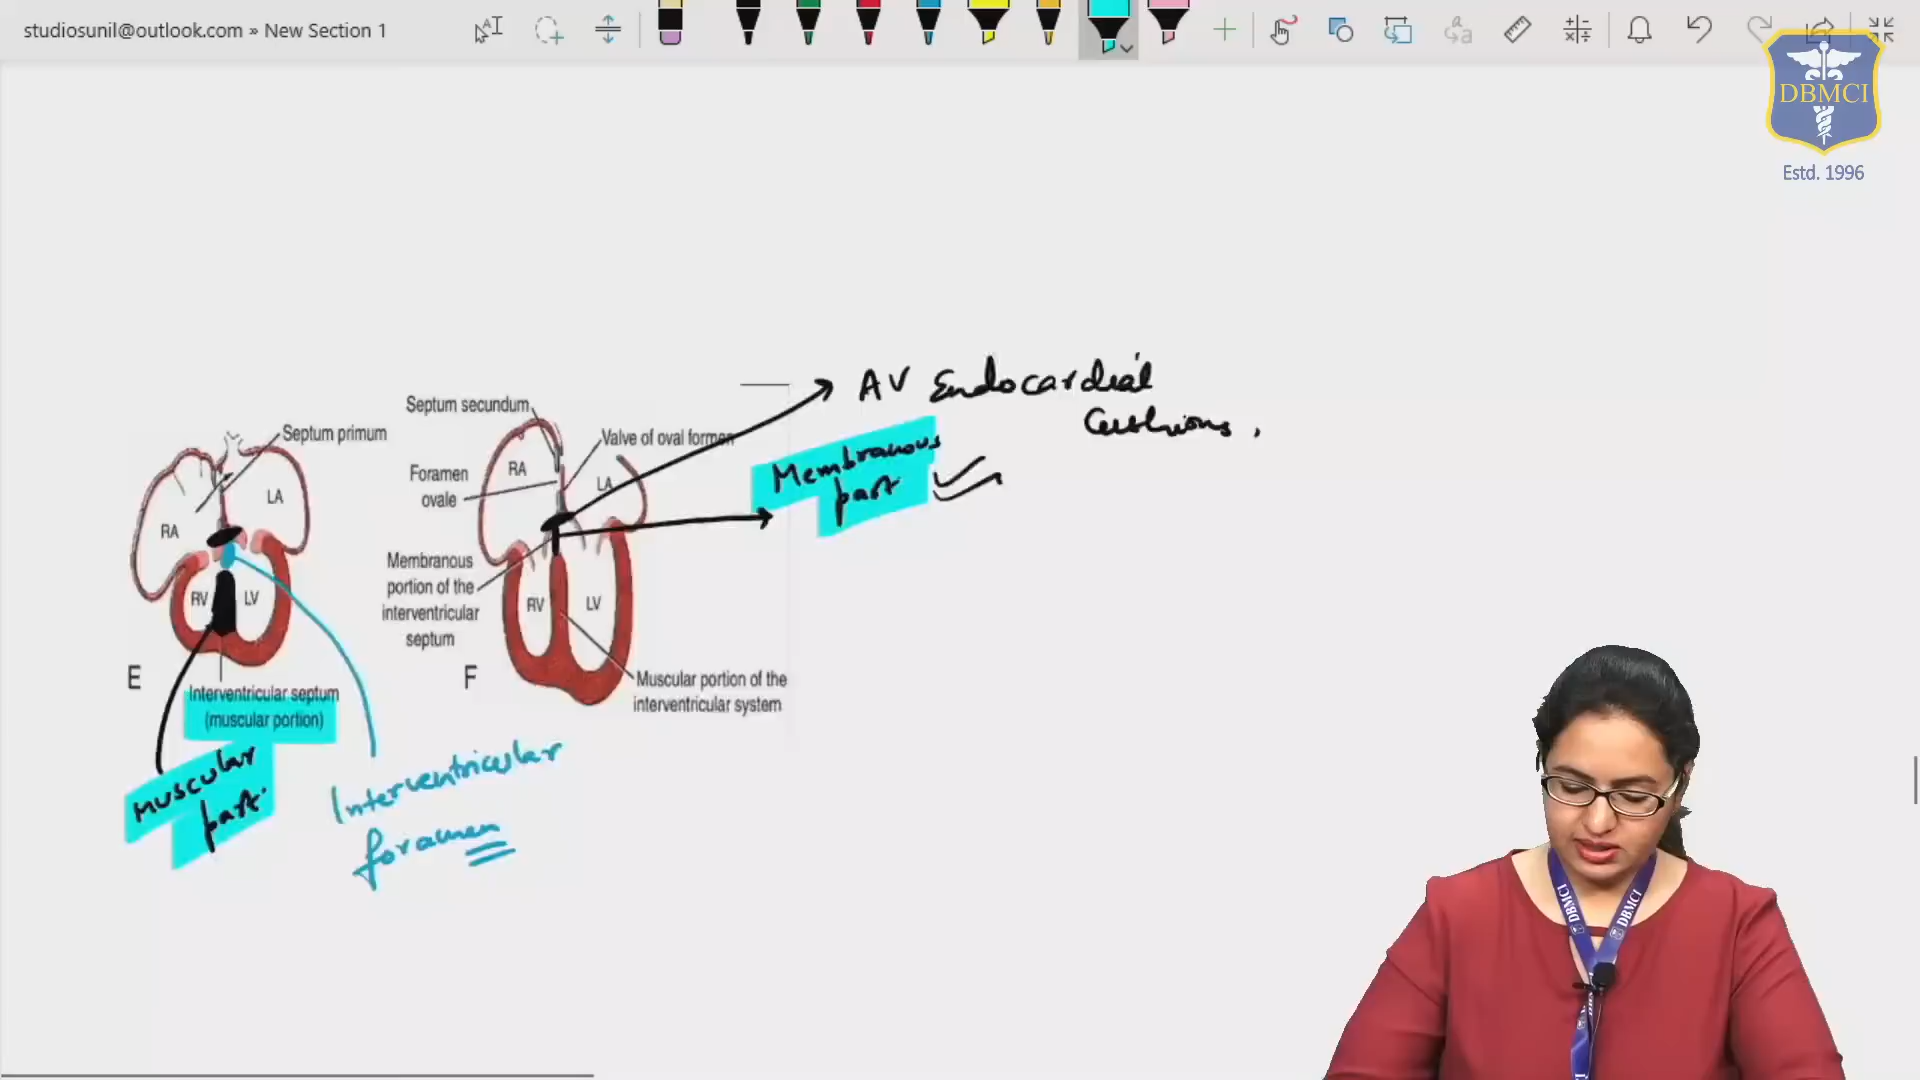 studiosunil@outlook.com » New Section 1
DBMCI
Estd. 1996
AV Endocardial
Cushions,
Septum secundum
Septum primum
Valve of oval formen
Membranous
part
RA
LA
Foramen
ovale
RA
LA
Membranous
portion of the
interventricular
septum
RV
LV
RV
LV
E
F
Interventricular septum
(muscular portion)
Muscular portion of the
interventricular system
Muscular
part.
Interventricular
foramen
DBMCI
DBMCI